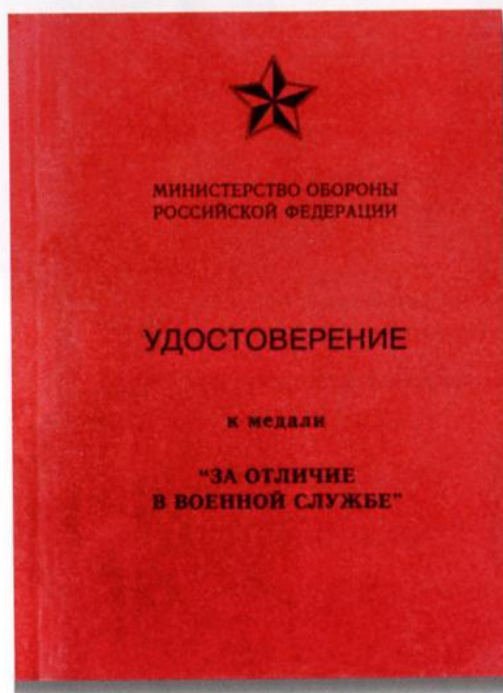 МИНИСТЕРСТВО ОБОРОНЫ
РОССИЙСКОЙ ФЕДЕРАЦИИ
УДОСТОВЕРЕНИЕ
к медали
"ЗА ОТЛИЧИЕ
В ВОЕННОЙ СЛУЖБЕ"